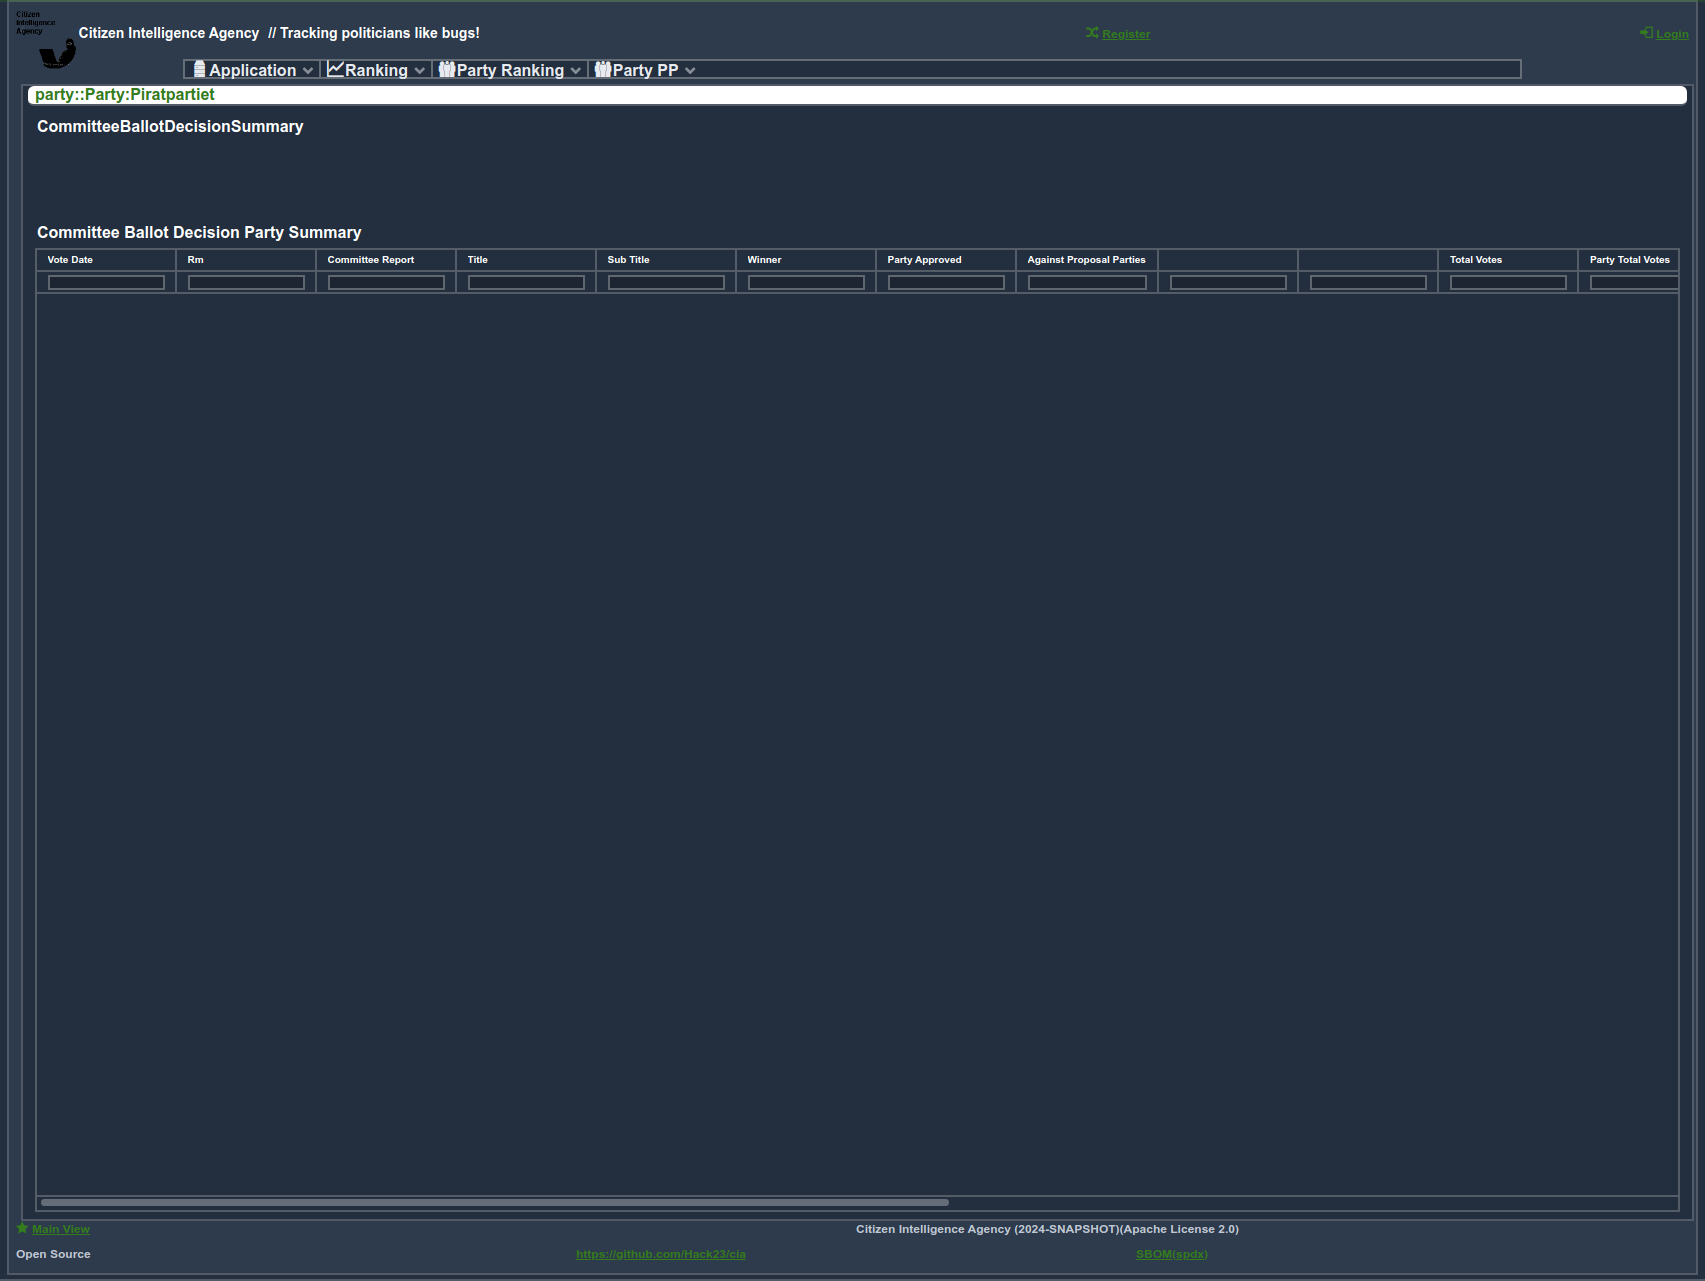 Citizen
Intelligence
Agency
Citizen Intelligence Agency // Tracking politicians like bugs!
Register
Login
Application
Ranking
Party Ranking
Party PP
party::Party:Piratpartiet
CommitteeBallotDecisionSummary
Committee Ballot Decision Party Summary
Vote Date
Rm
Committee Report
Title
Sub Title
Winner
Party Approved
Against Proposal Parties
Total Votes
Party Total Votes
Main View
Citizen Intelligence Agency (2024-SNAPSHOT)(Apache License 2.0)
Open Source
https://github.com/Hack23/cia
SBOM(spdx)